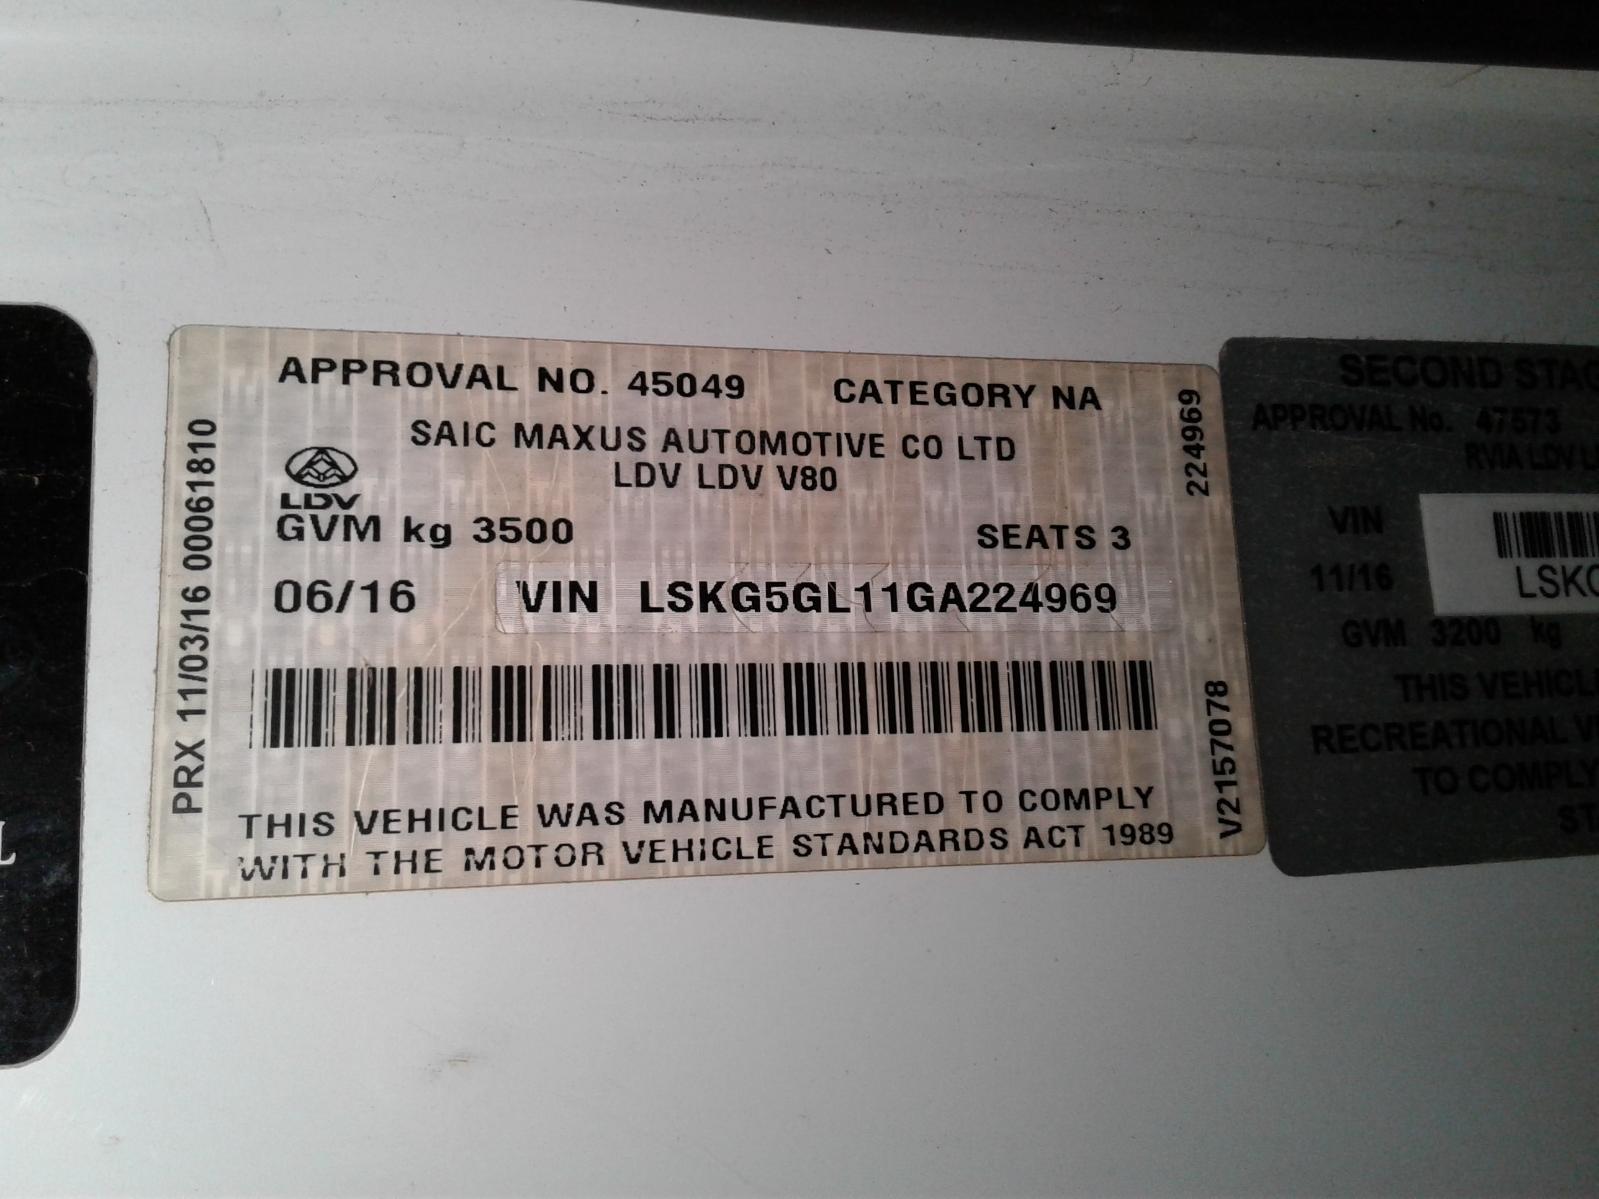 APPROVAL NO. 45049 CATEGORY NA
SAIC MAXUS AUTOMOTIVE CO LTD
LDV LDV V80
LDV
GVM kg 3500 SEATS 3
06/16 VIN LSKG5GL11GA224969
THIS VEHICLE WAS MANUFACTURED TO COMPLY
WITH THE MOTOR VEHICLE STANDARDS ACT 1989
PRX 11/03/16 00061810
224969
V2157078
SECOND
APPROVAL No. 47573
RVIA LDV
VIN
11/16
GVM 3200 kg
THIS
RECREATIONAL
TO COMPLY